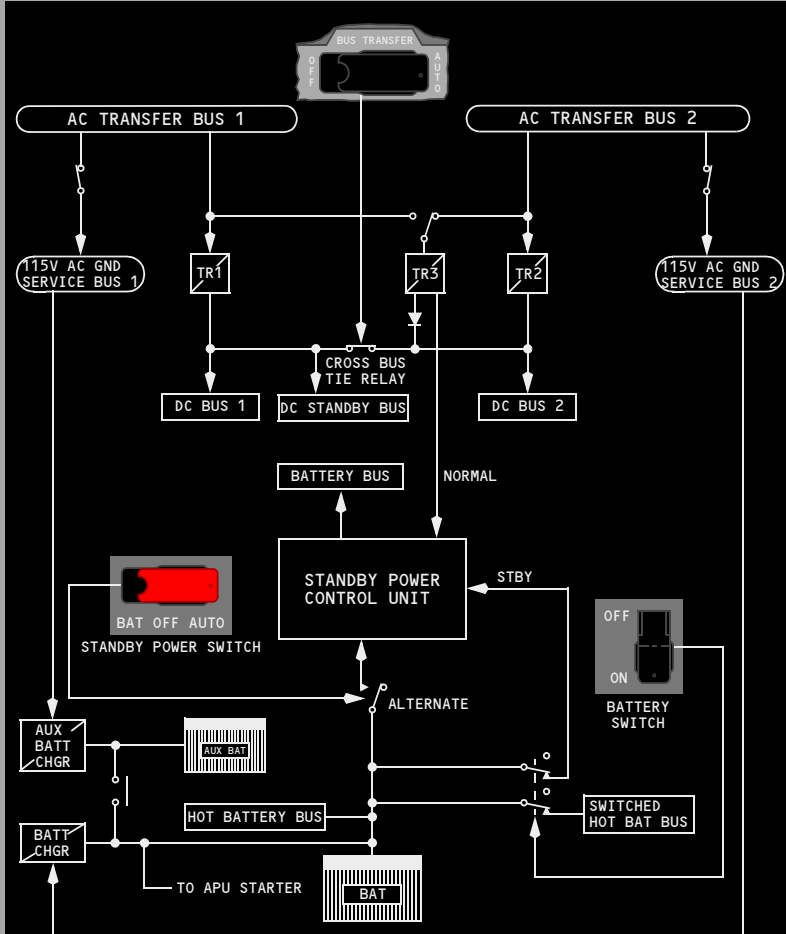 BUS TRANSFER
OFF
AUTO
AC TRANSFER BUS 1
AC TRANSFER BUS 2
115V AC GND
SERVICE BUS 1
TR1
TR3
TR2
115V AC GND
SERVICE BUS 2
CROSS BUS
TIE RELAY
DC BUS 1
DC STANDBY BUS
DC BUS 2
BATTERY BUS
NORMAL
STANDBY POWER
CONTROL UNIT
STBY
BAT OFF AUTO
STANDBY POWER SWITCH
OFF
ON
BATTERY
SWITCH
ALTERNATE
AUX
BATT
CHGR
AUX BAT
HOT BATTERY BUS
SWITCHED
HOT BAT BUS
BATT
CHGR
TO APU STARTER
BAT